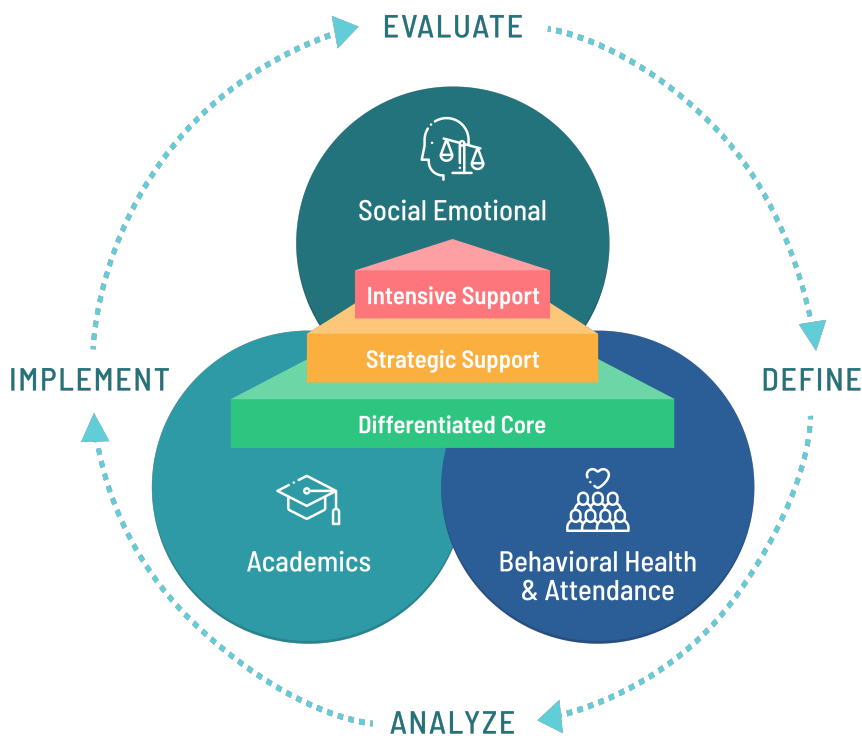 EVALUATE
Social Emotional
Intensive Support
Strategic Support
IMPLEMENT
DEFINE
Differentiated Core
Academics
Behavioral Health
& Attendance
ANALYZE